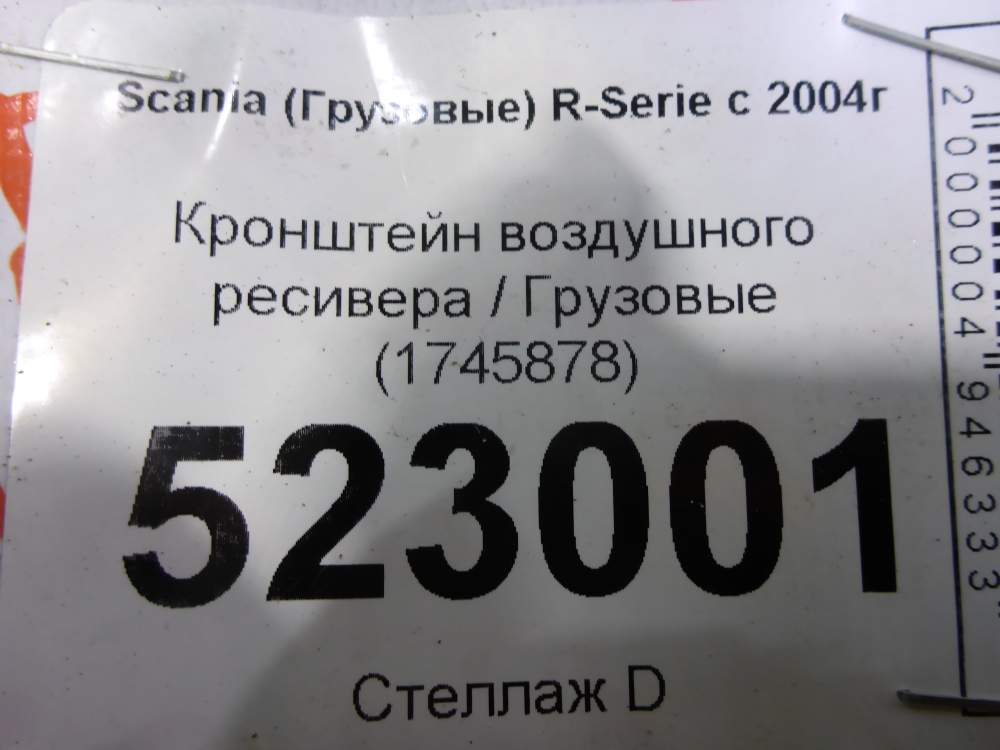 Scania (Грузовые) R-Serie с 2004г
Кронштейн воздушного
ресивера / Грузовые
(1745878)
523001
Стеллаж D
2000004946333